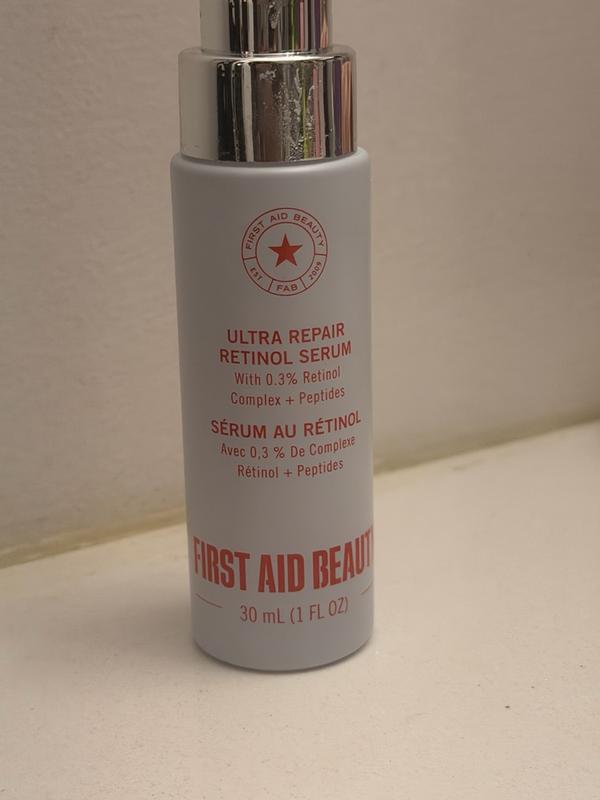 FIRST AID BEAUTY
EST
FAB
2009
ULTRA REPAIR
RETINOL SERUM
With 0.3% Retinol
Complex + Peptides
SÉRUM AU RÉTINOL
Avec 0,3 % De Complexe
Rétinol + Peptides
FIRST AID BEAUT
30 mL (1 FL OZ)